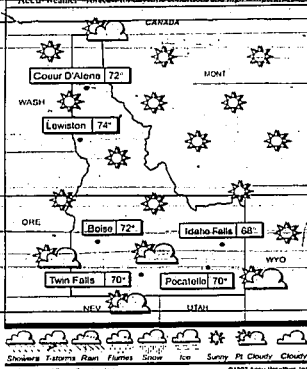 CANADA
Coeur D'Alene 72°
MONT
WASH
Lewiston 74°
ORE
Boise 72°
Idaho Falls 68°
WYO
Twin Falls 70°
Pocatello 70°
NEV
UTAH
Showers T-storms Rain Flurries Snow Ice Sunny Pt. Cloudy Cloudy